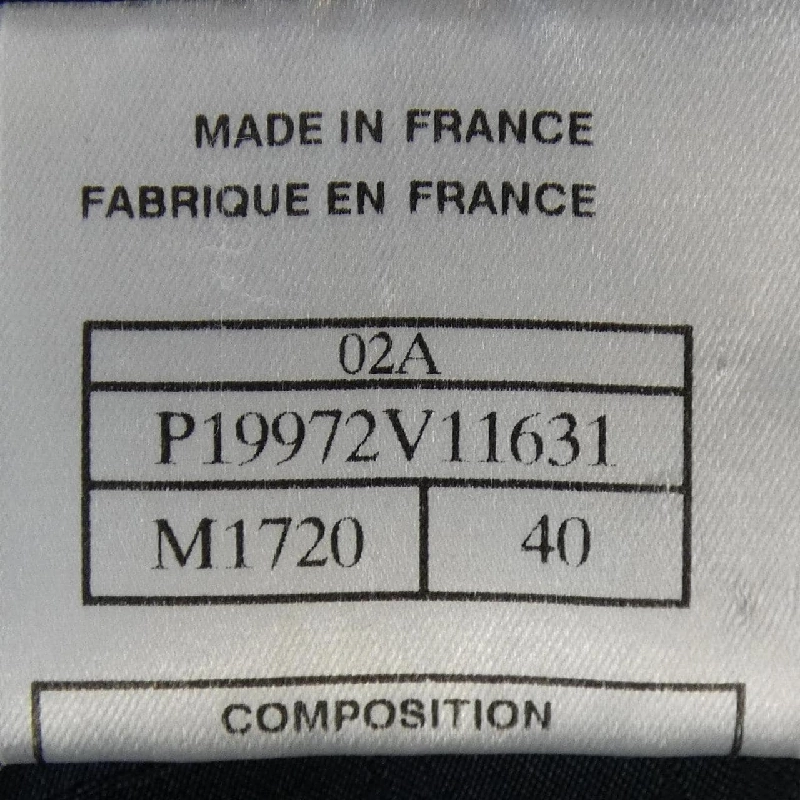 MADE IN FRANCE
FABRIQUE EN FRANCE
02A
P19972V11631
M1720 40
COMPOSITION